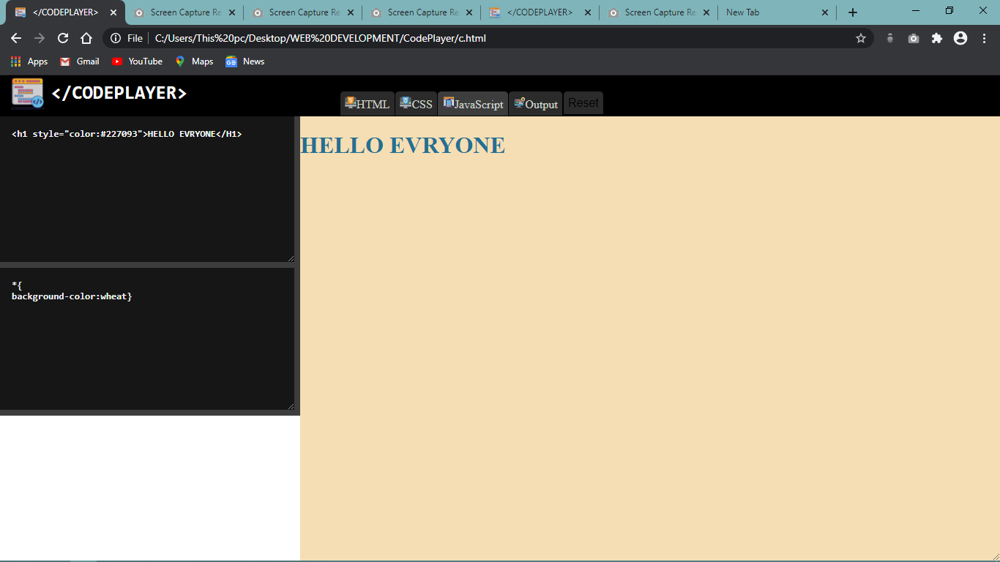 </CODEPLAYER>
Screen Capture Re
Screen Capture Re
Screen Capture Re
</CODEPLAYER>
Screen Capture Re
New Tab
File
C:/Users/This%20pc/Desktop/WEB%20DEVELOPMENT/CodePlayer/c.html
Apps
Gmail
YouTube
Maps
News
</CODEPLAYER>
HTML
CSS
JavaScript
Output
Reset
<h1 style="color:#227093">HELLO EVRYONE</H1>
*{
background-color:wheat}
HELLO EVRYONE